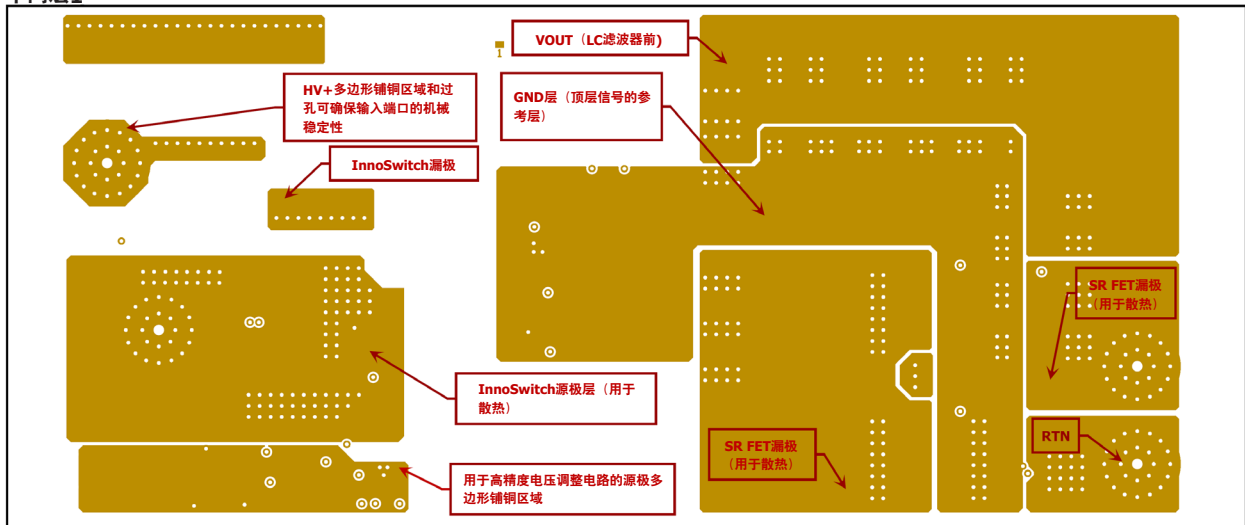 VOUT（LC滤波器前)
1
HV+多边形铺铜区域和过
孔可确保输入端口的机械
稳定性
GND层（顶层信号的参
考层）
InnoSwitch漏极
SR FET漏极
（用于散热）
InnoSwitch源极层（用于
散热）
SR FET漏极
（用于散热）
RTN
用于高精度电压调整电路的源极多
边形铺铜区域